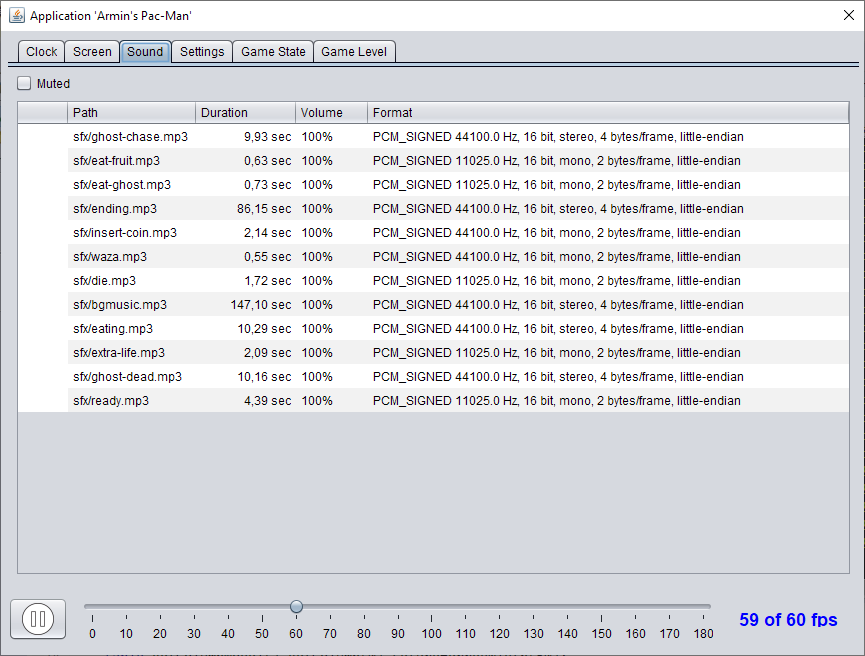 Application 'Armin's Pac-Man'
Clock Screen Sound Settings Game State Game Level
Muted
Path Duration Volume Format
sfx/ghost-chase.mp3 9,93 sec 100% PCM_SIGNED 44100.0 Hz, 16 bit, stereo, 4 bytes/frame, little-endian
sfx/eat-fruit.mp3 0,63 sec 100% PCM_SIGNED 11025.0 Hz, 16 bit, mono, 2 bytes/frame, little-endian
sfx/eat-ghost.mp3 0,73 sec 100% PCM_SIGNED 11025.0 Hz, 16 bit, mono, 2 bytes/frame, little-endian
sfx/ending.mp3 86,15 sec 100% PCM_SIGNED 44100.0 Hz, 16 bit, stereo, 4 bytes/frame, little-endian
sfx/insert-coin.mp3 2,14 sec 100% PCM_SIGNED 44100.0 Hz, 16 bit, mono, 2 bytes/frame, little-endian
sfx/waza.mp3 0,55 sec 100% PCM_SIGNED 44100.0 Hz, 16 bit, mono, 2 bytes/frame, little-endian
sfx/die.mp3 1,72 sec 100% PCM_SIGNED 11025.0 Hz, 16 bit, mono, 2 bytes/frame, little-endian
sfx/bgmusic.mp3 147,10 sec 100% PCM_SIGNED 44100.0 Hz, 16 bit, stereo, 4 bytes/frame, little-endian
sfx/eating.mp3 10,29 sec 100% PCM_SIGNED 44100.0 Hz, 16 bit, stereo, 4 bytes/frame, little-endian
sfx/extra-life.mp3 2,09 sec 100% PCM_SIGNED 11025.0 Hz, 16 bit, mono, 2 bytes/frame, little-endian
sfx/ghost-dead.mp3 10,16 sec 100% PCM_SIGNED 44100.0 Hz, 16 bit, stereo, 4 bytes/frame, little-endian
sfx/ready.mp3 4,39 sec 100% PCM_SIGNED 11025.0 Hz, 16 bit, mono, 2 bytes/frame, little-endian
0 10 20 30 40 50 60 70 80 90 100 110 120 130 140 150 160 170 180
59 of 60 fps